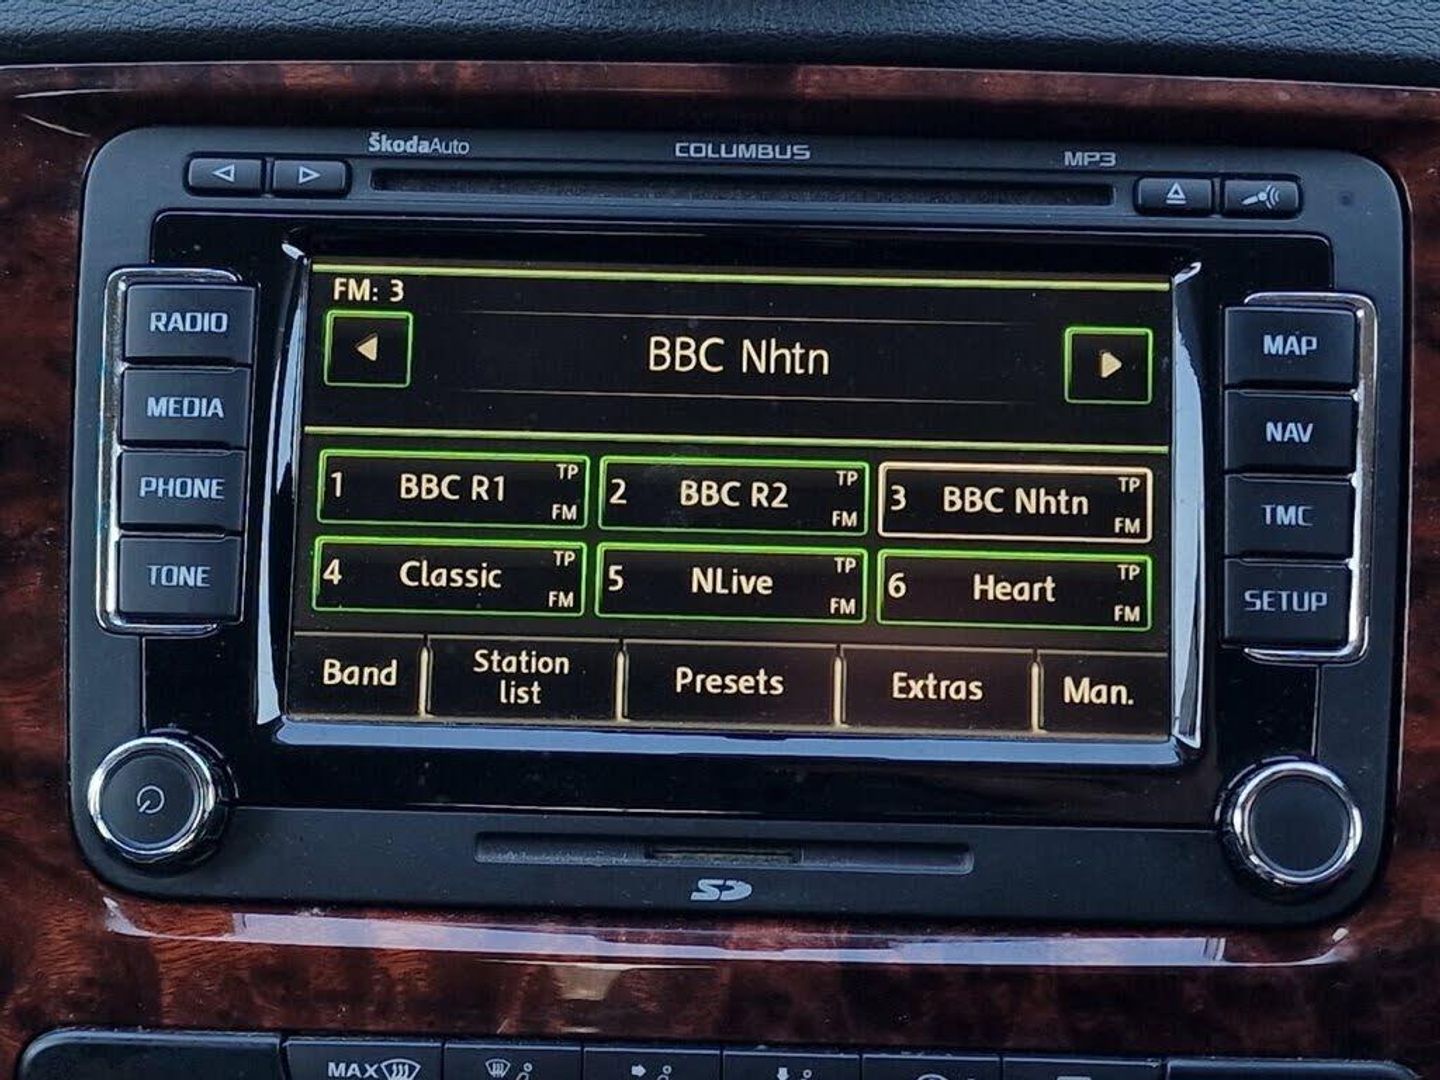 ŠkodaAuto COLUMBUS MP3
RADIO
MEDIA
PHONE
TONE
FM: 3
BBC Nhtn
1 BBC R1 TP FM
2 BBC R2 TP FM
3 BBC Nhtn TP FM
4 Classic TP FM
5 NLive TP FM
6 Heart TP FM
Band
Station
list
Presets
Extras
Man.
MAP
NAV
TMC
SETUP
SD
MAX